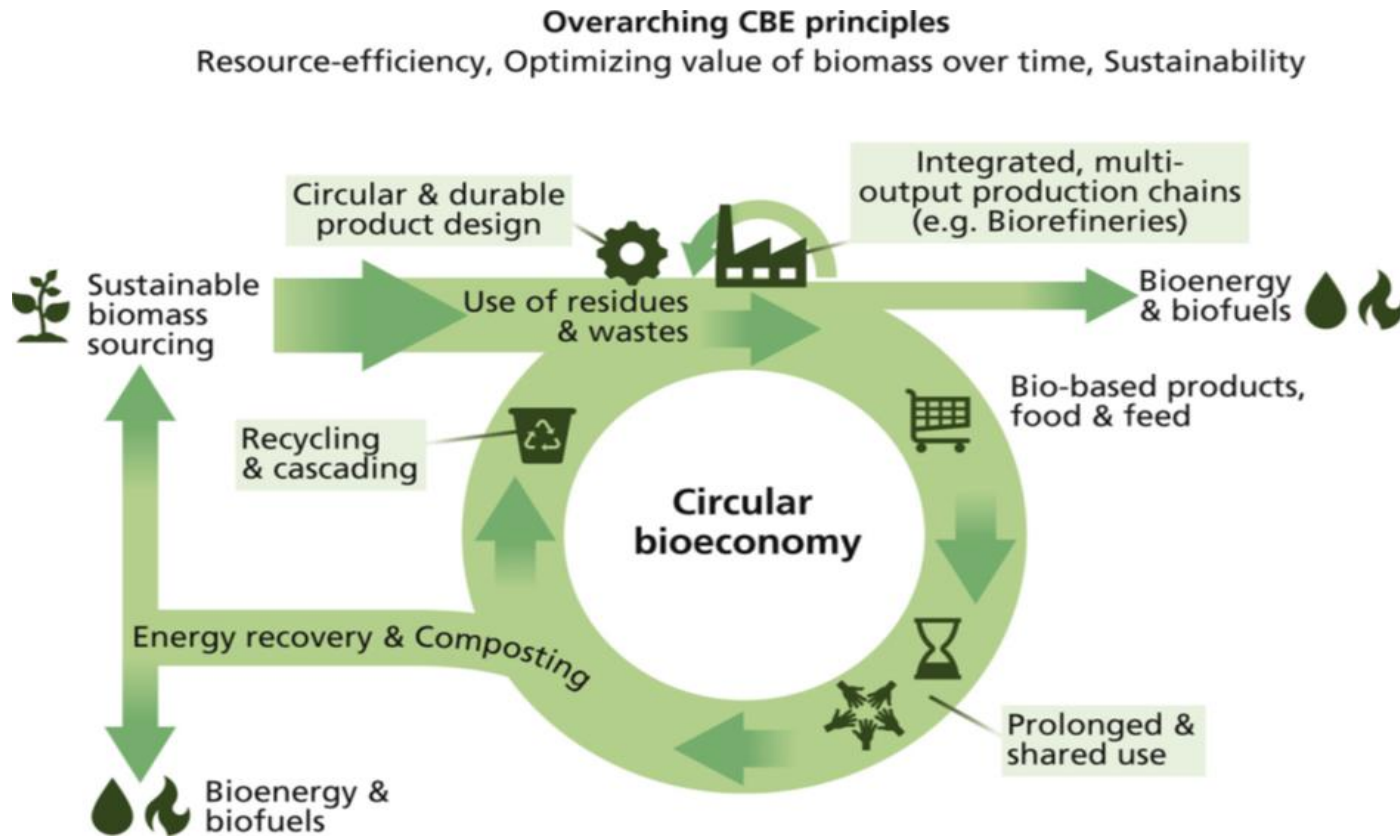 Overarching CBE principles
Resource-efficiency, Optimizing value of biomass over time, Sustainability
Circular & durable
product design
Integrated, multi-
output production chains
(e.g. Biorefineries)
Sustainable
biomass
sourcing
Use of residues
& wastes
Bioenergy
& biofuels
Bio-based products,
food & feed
Recycling
& cascading
Circular
bioeconomy
Energy recovery & Composting
Prolonged &
shared use
Bioenergy &
biofuels